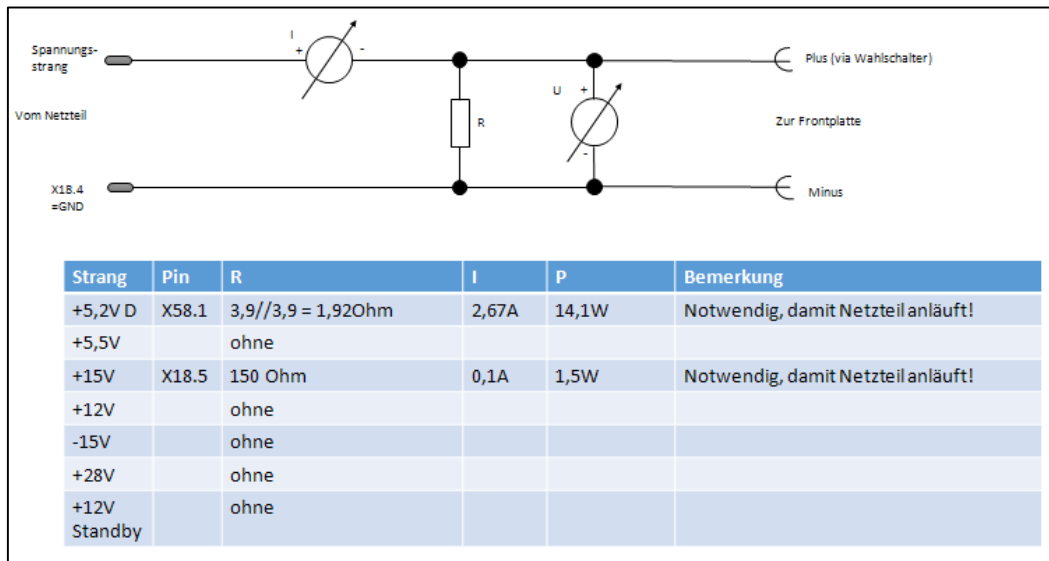 Spannungs-
strang
I
+ -
Plus (via Wahlschalter)
U +
Vom Netzteil
R
Zur Frontplatte
-
X18.4
=GND
Minus
Strang Pin R I P Bemerkung
+5,2V D X58.1 3,9//3,9 = 1,92Ohm 2,67A 14,1W Notwendig, damit Netzteil anläuft!
+5,5V ohne
+15V X18.5 150 Ohm 0,1A 1,5W Notwendig, damit Netzteil anläuft!
+12V ohne
-15V ohne
+28V ohne
+12V ohne
Standby